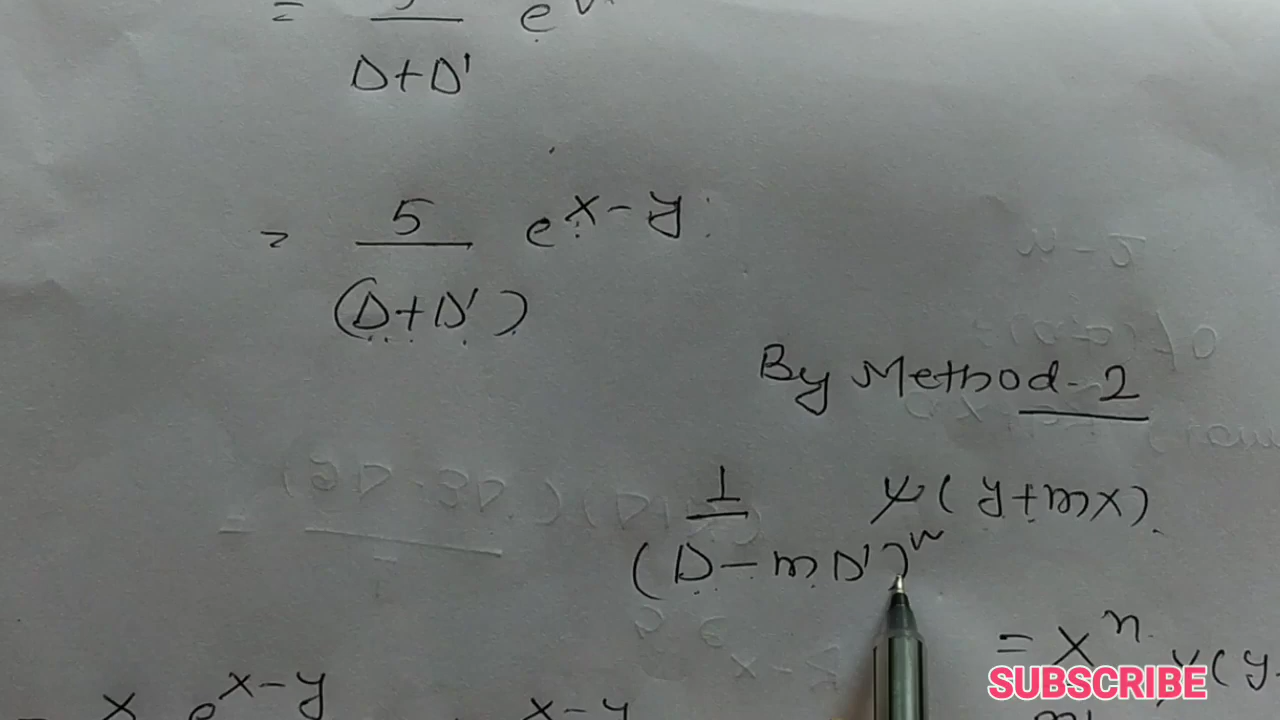 =
D+D'
= 5 e^{x-y}
(D+D')
By Method-2
1 ψ(y+mx).
(D-mD')^n
= x^n
SUBSCRIBE
x e^{x-y} x-y